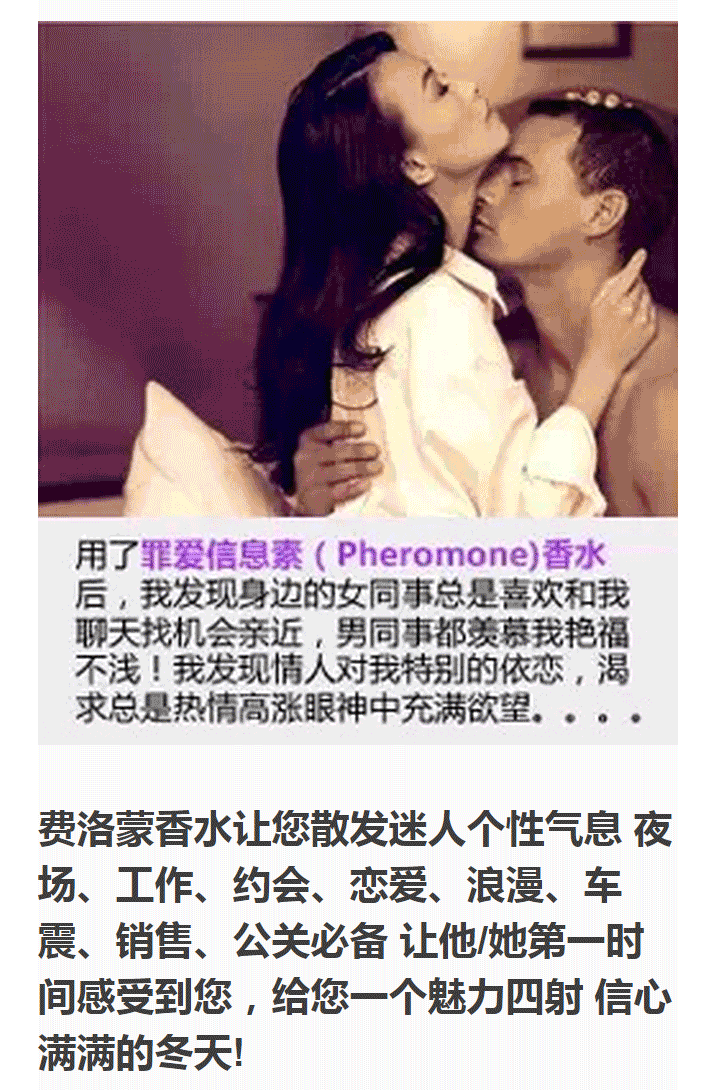 用了罪爱信息素（Pheromone)香水
后，我发现身边的女同事总是喜欢和我
聊天找机会亲近，男同事都羡慕我艳福
不浅！我发现情人对我特别的依恋，渴
求总是热情高涨眼神中充满欲望。。。。
费洛蒙香水让您散发迷人个性气息 夜
场、工作、约会、恋爱、浪漫、车
震、销售、公关必备 让他/她第一时
间感受到您，给您一个魅力四射 信心
满满的冬天!